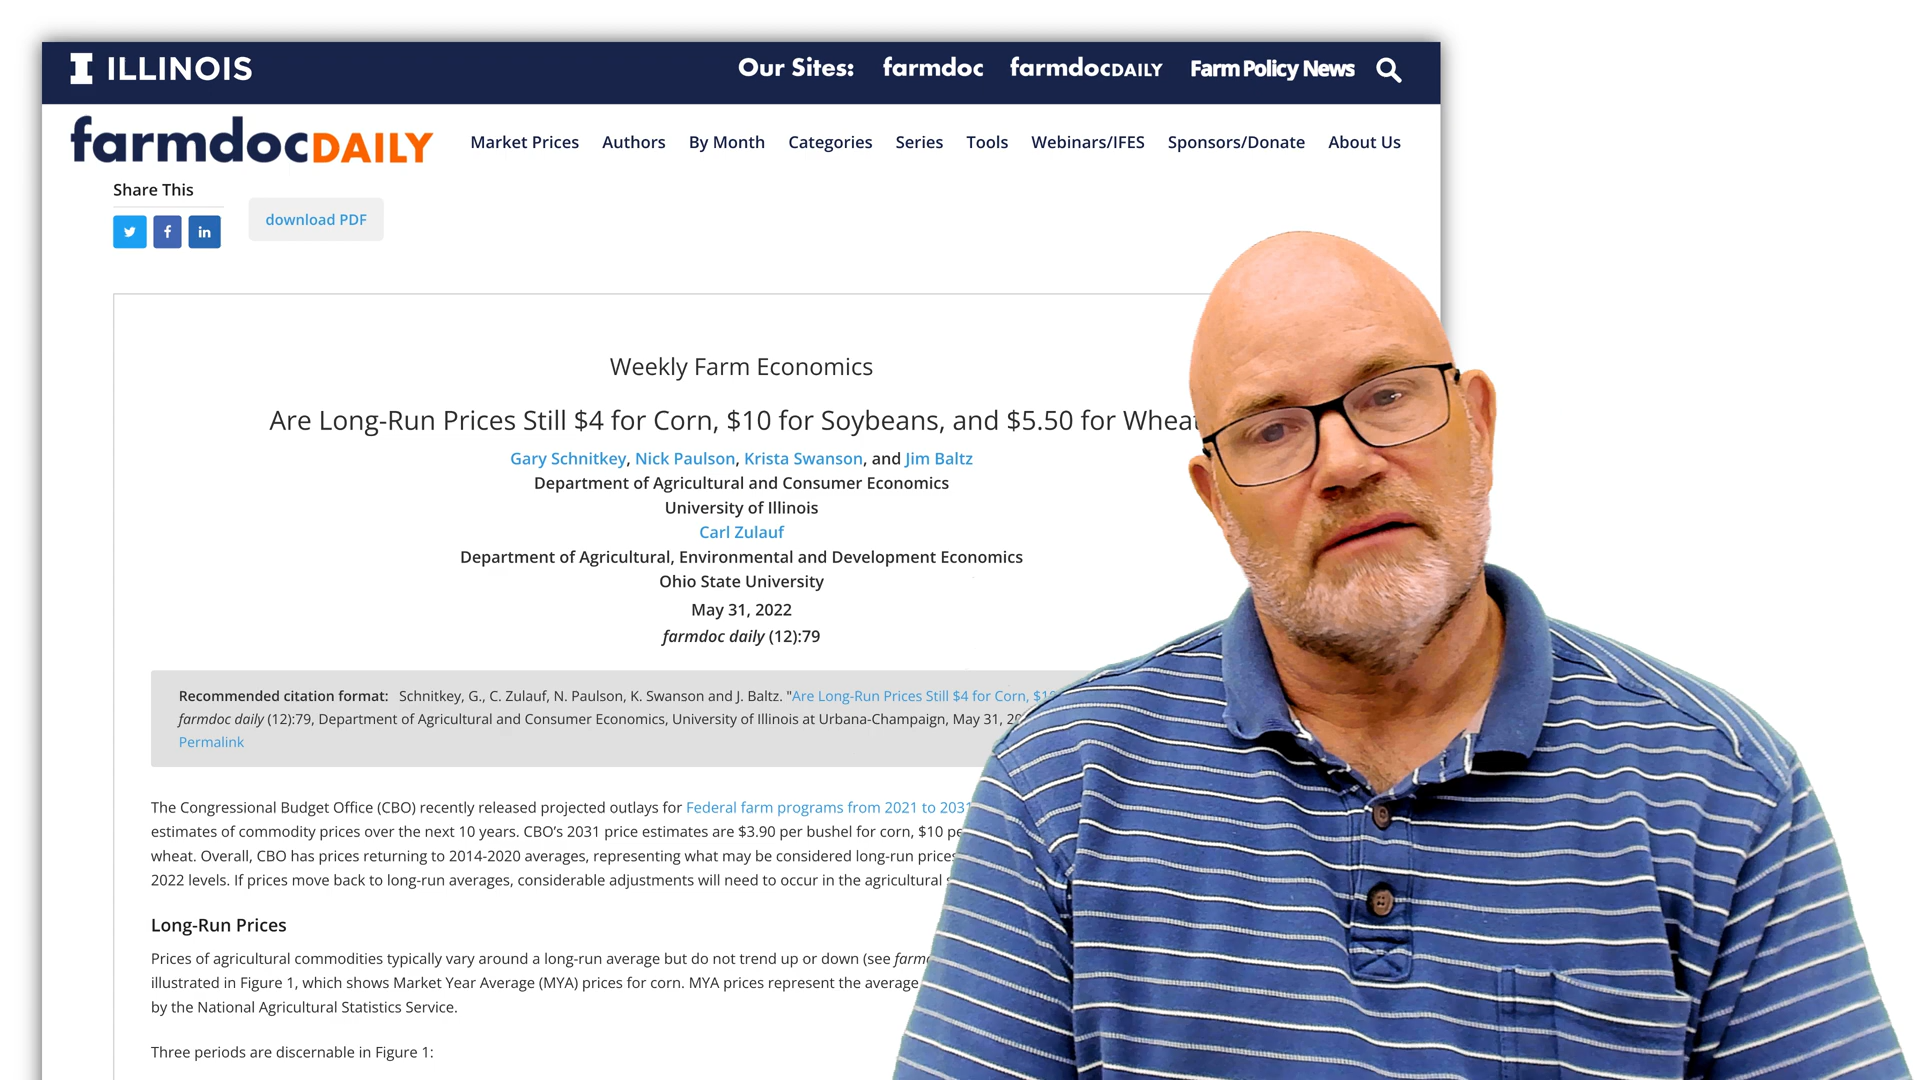 ILLINOIS
Our Sites: farmdoc farmdocDAILY Farm Policy News
farmdocDAILY
Market Prices Authors By Month Categories Series Tools Webinars/IFES Sponsors/Donate About Us
Share This
download PDF
Weekly Farm Economics
Are Long-Run Prices Still $4 for Corn, $10 for Soybeans, and $5.50 for Wheat
Gary Schnitkey, Nick Paulson, Krista Swanson, and Jim Baltz
Department of Agricultural and Consumer Economics
University of Illinois
Carl Zulauf
Department of Agricultural, Environmental and Development Economics
Ohio State University
May 31, 2022
farmdoc daily (12):79
Recommended citation format: Schnitkey, G., C. Zulauf, N. Paulson, K. Swanson and J. Baltz. "Are Long-Run Prices Still $4 for Corn,
farmdoc daily (12):79, Department of Agricultural and Consumer Economics, University of Illinois at Urbana-Champaign, May 31,
Permalink
The Congressional Budget Office (CBO) recently released projected outlays for Federal farm programs from 2021 to 2031
estimates of commodity prices over the next 10 years. CBO's 2031 price estimates are $3.90 per bushel for corn, $10
wheat. Overall, CBO has prices returning to 2014-2020 averages, representing what may be considered long-run prices
2022 levels. If prices move back to long-run averages, considerable adjustments will need to occur in the agricultural
Long-Run Prices
Prices of agricultural commodities typically vary around a long-run average but do not trend up or down (see
illustrated in Figure 1, which shows Market Year Average (MYA) prices for corn. MYA prices represent the average
by the National Agricultural Statistics Service.
Three periods are discernable in Figure 1: